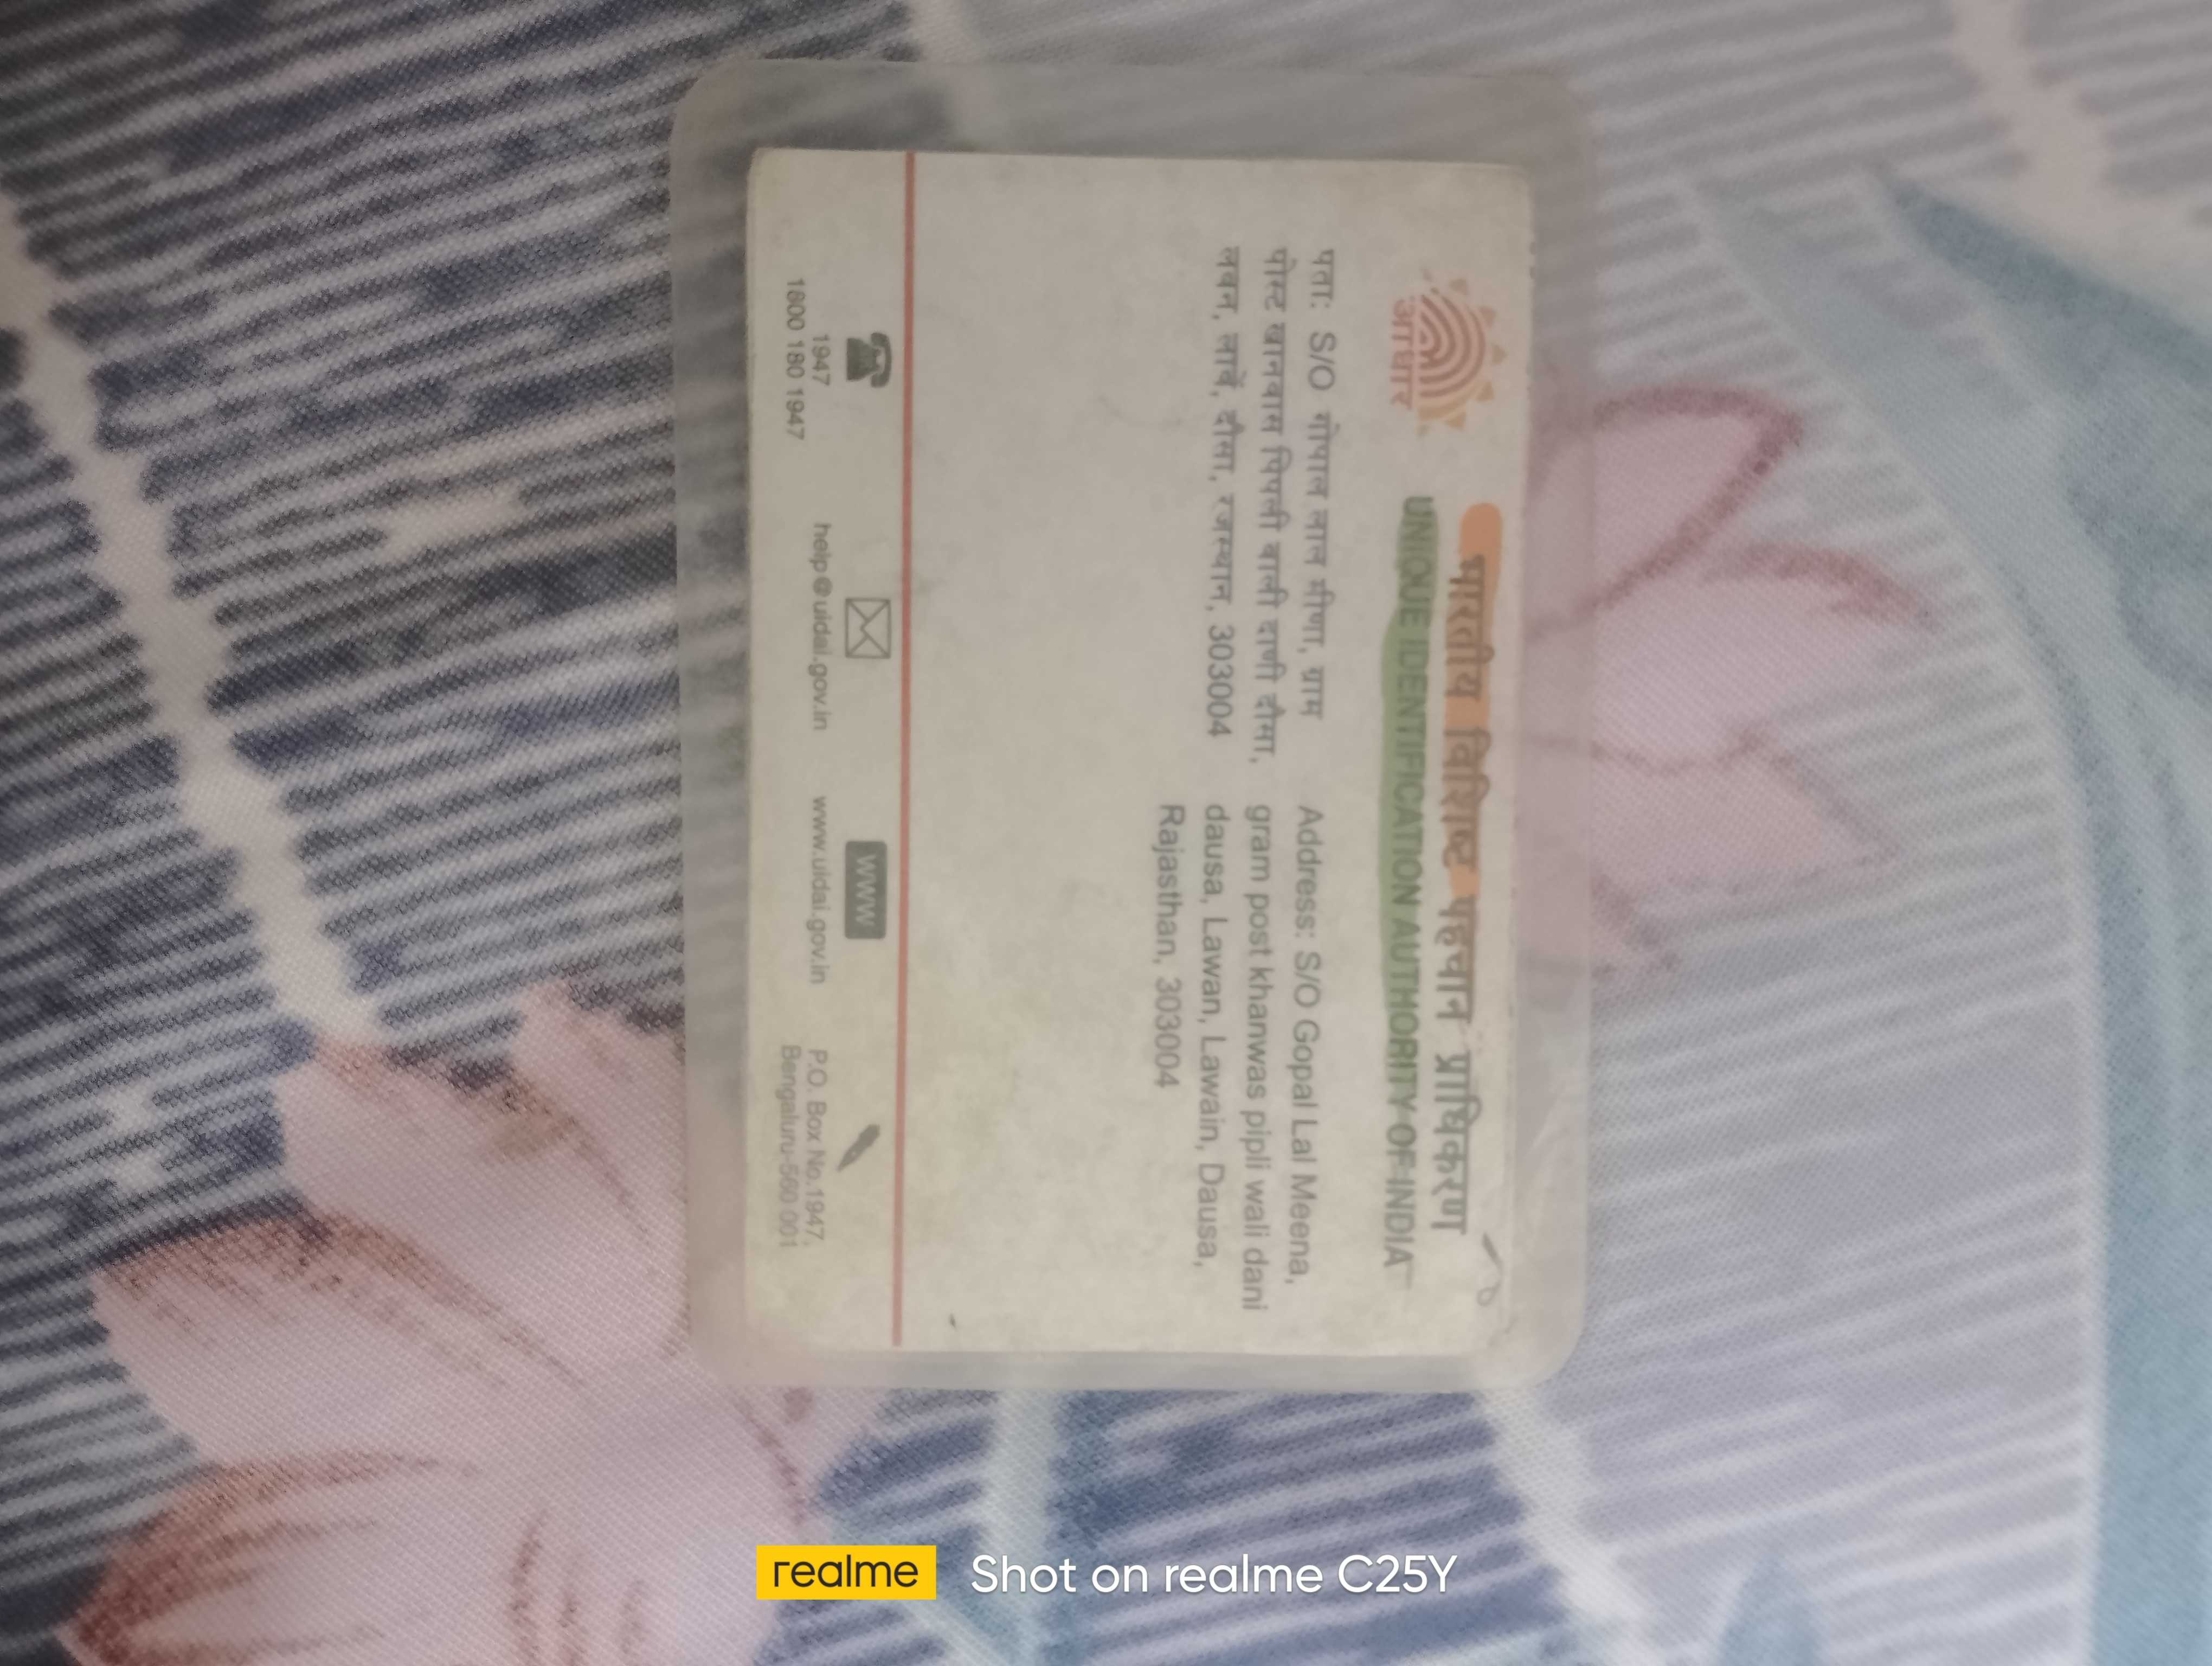 भारतीय विशिष्ट पहचान प्राधिकरण
UNIQUE IDENTIFICATION AUTHORITY OF INDIA
आधार
पता: S/O गोपाल लाल मीणा, ग्राम
पोस्ट खानवास पिपली वाली दाणी दौसा,
लवन, लावें, दौसा, रजस्थान, 303004
Address: S/O Gopal Lal Meena,
gram post khanwas pipli wali dani
dausa, Lawan, Lawain, Dausa,
Rajasthan, 303004
1947
1800 180 1947
help@uidai.gov.in
WWW
www.uidai.gov.in
P.O. Box No.1947,
Bengaluru-560 001
realme Shot on realme C25Y